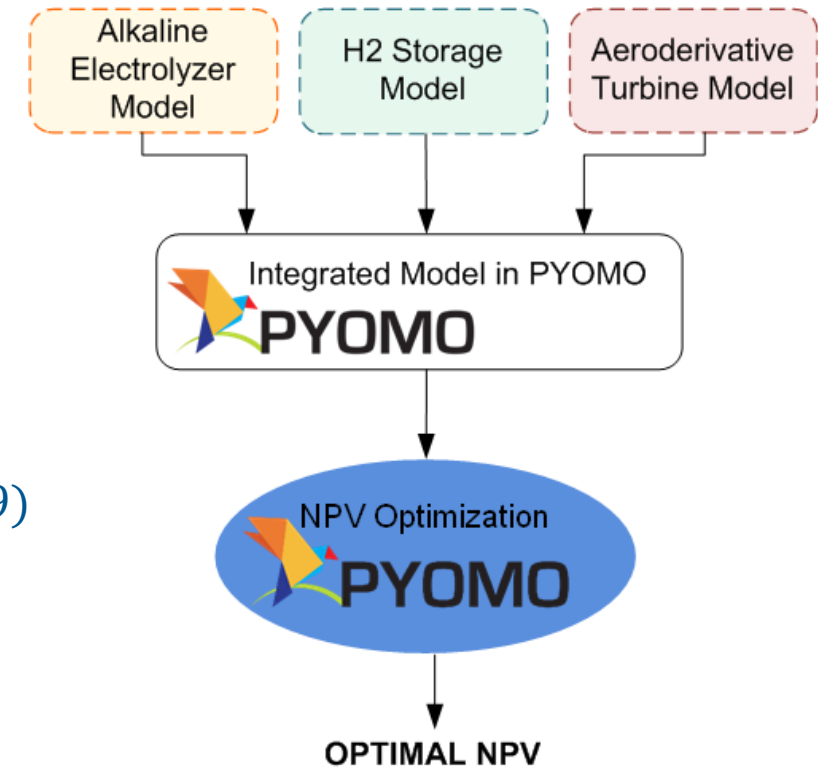 Alkaline
Electrolyzer
Model
H2 Storage
Model
Aeroderivative
Turbine Model
Integrated Model in PYOMO
PYOMO
9)
NPV Optimization
PYOMO
OPTIMAL NPV